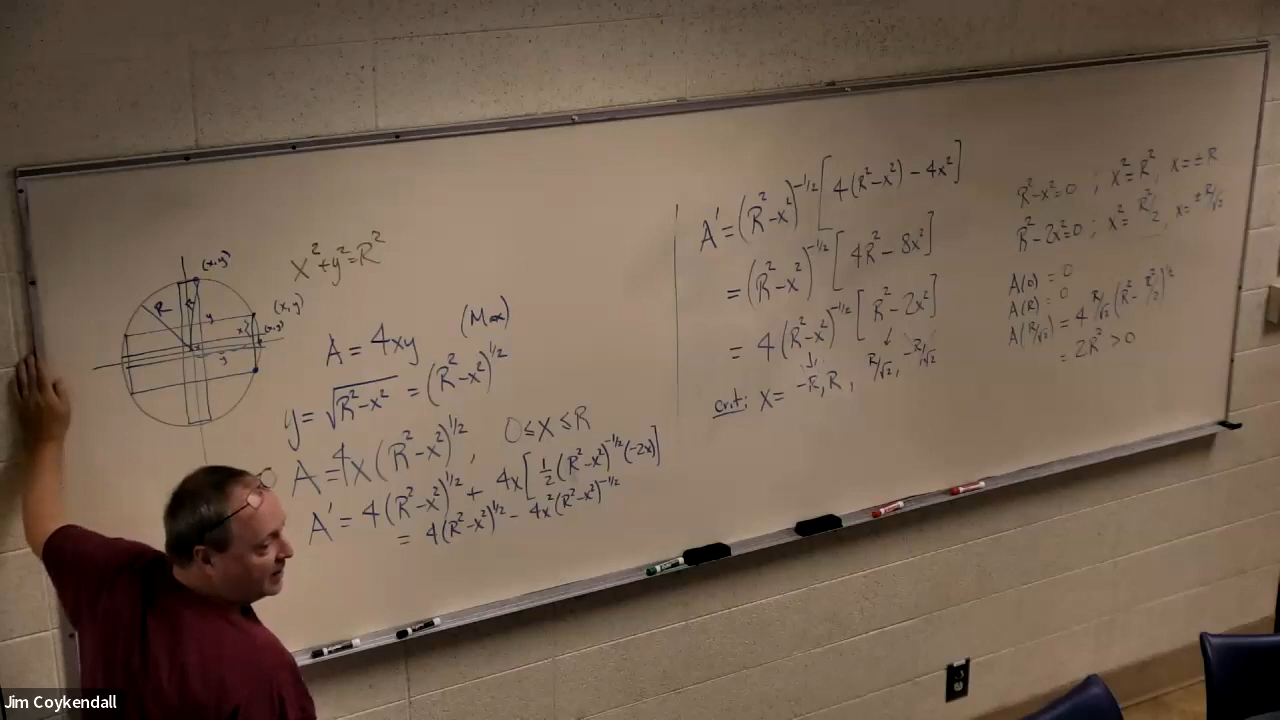 (x,y)
R
y
(x,y)
x
(x,y)
y
x²+y²=R²
A = 4xy (Max)
y = √(R²-x²) = (R²-x²)^{1/2}
A = 4x(R²-x²)^{1/2}, 0≤x≤R
A' = 4(R²-x²)^{1/2} + 4x[½(R²-x²)^{-1/2}(-2x)]
= 4(R²-x²)^{1/2} - 4x²(R²-x²)^{-1/2}
A' = (R²-x²)^{-1/2}[4(R²-x²) - 4x²]
= (R²-x²)^{-1/2}[4R² - 8x²]
= 4(R²-x²)^{-1/2}[R²-2x²]
↓ ↓
crit: x = -R, R, R/√2, -R/√2
R²-x²=0 ; x²=R², x=±R
R²-2x²=0 ; x²=R²/2, x=±R/√2
A(0) = 0
A(R) = 0
A(R/√2) = 4 R/√2 (R² - R²/2)^{1/2}
= 2R² > 0
Jim Coykendall